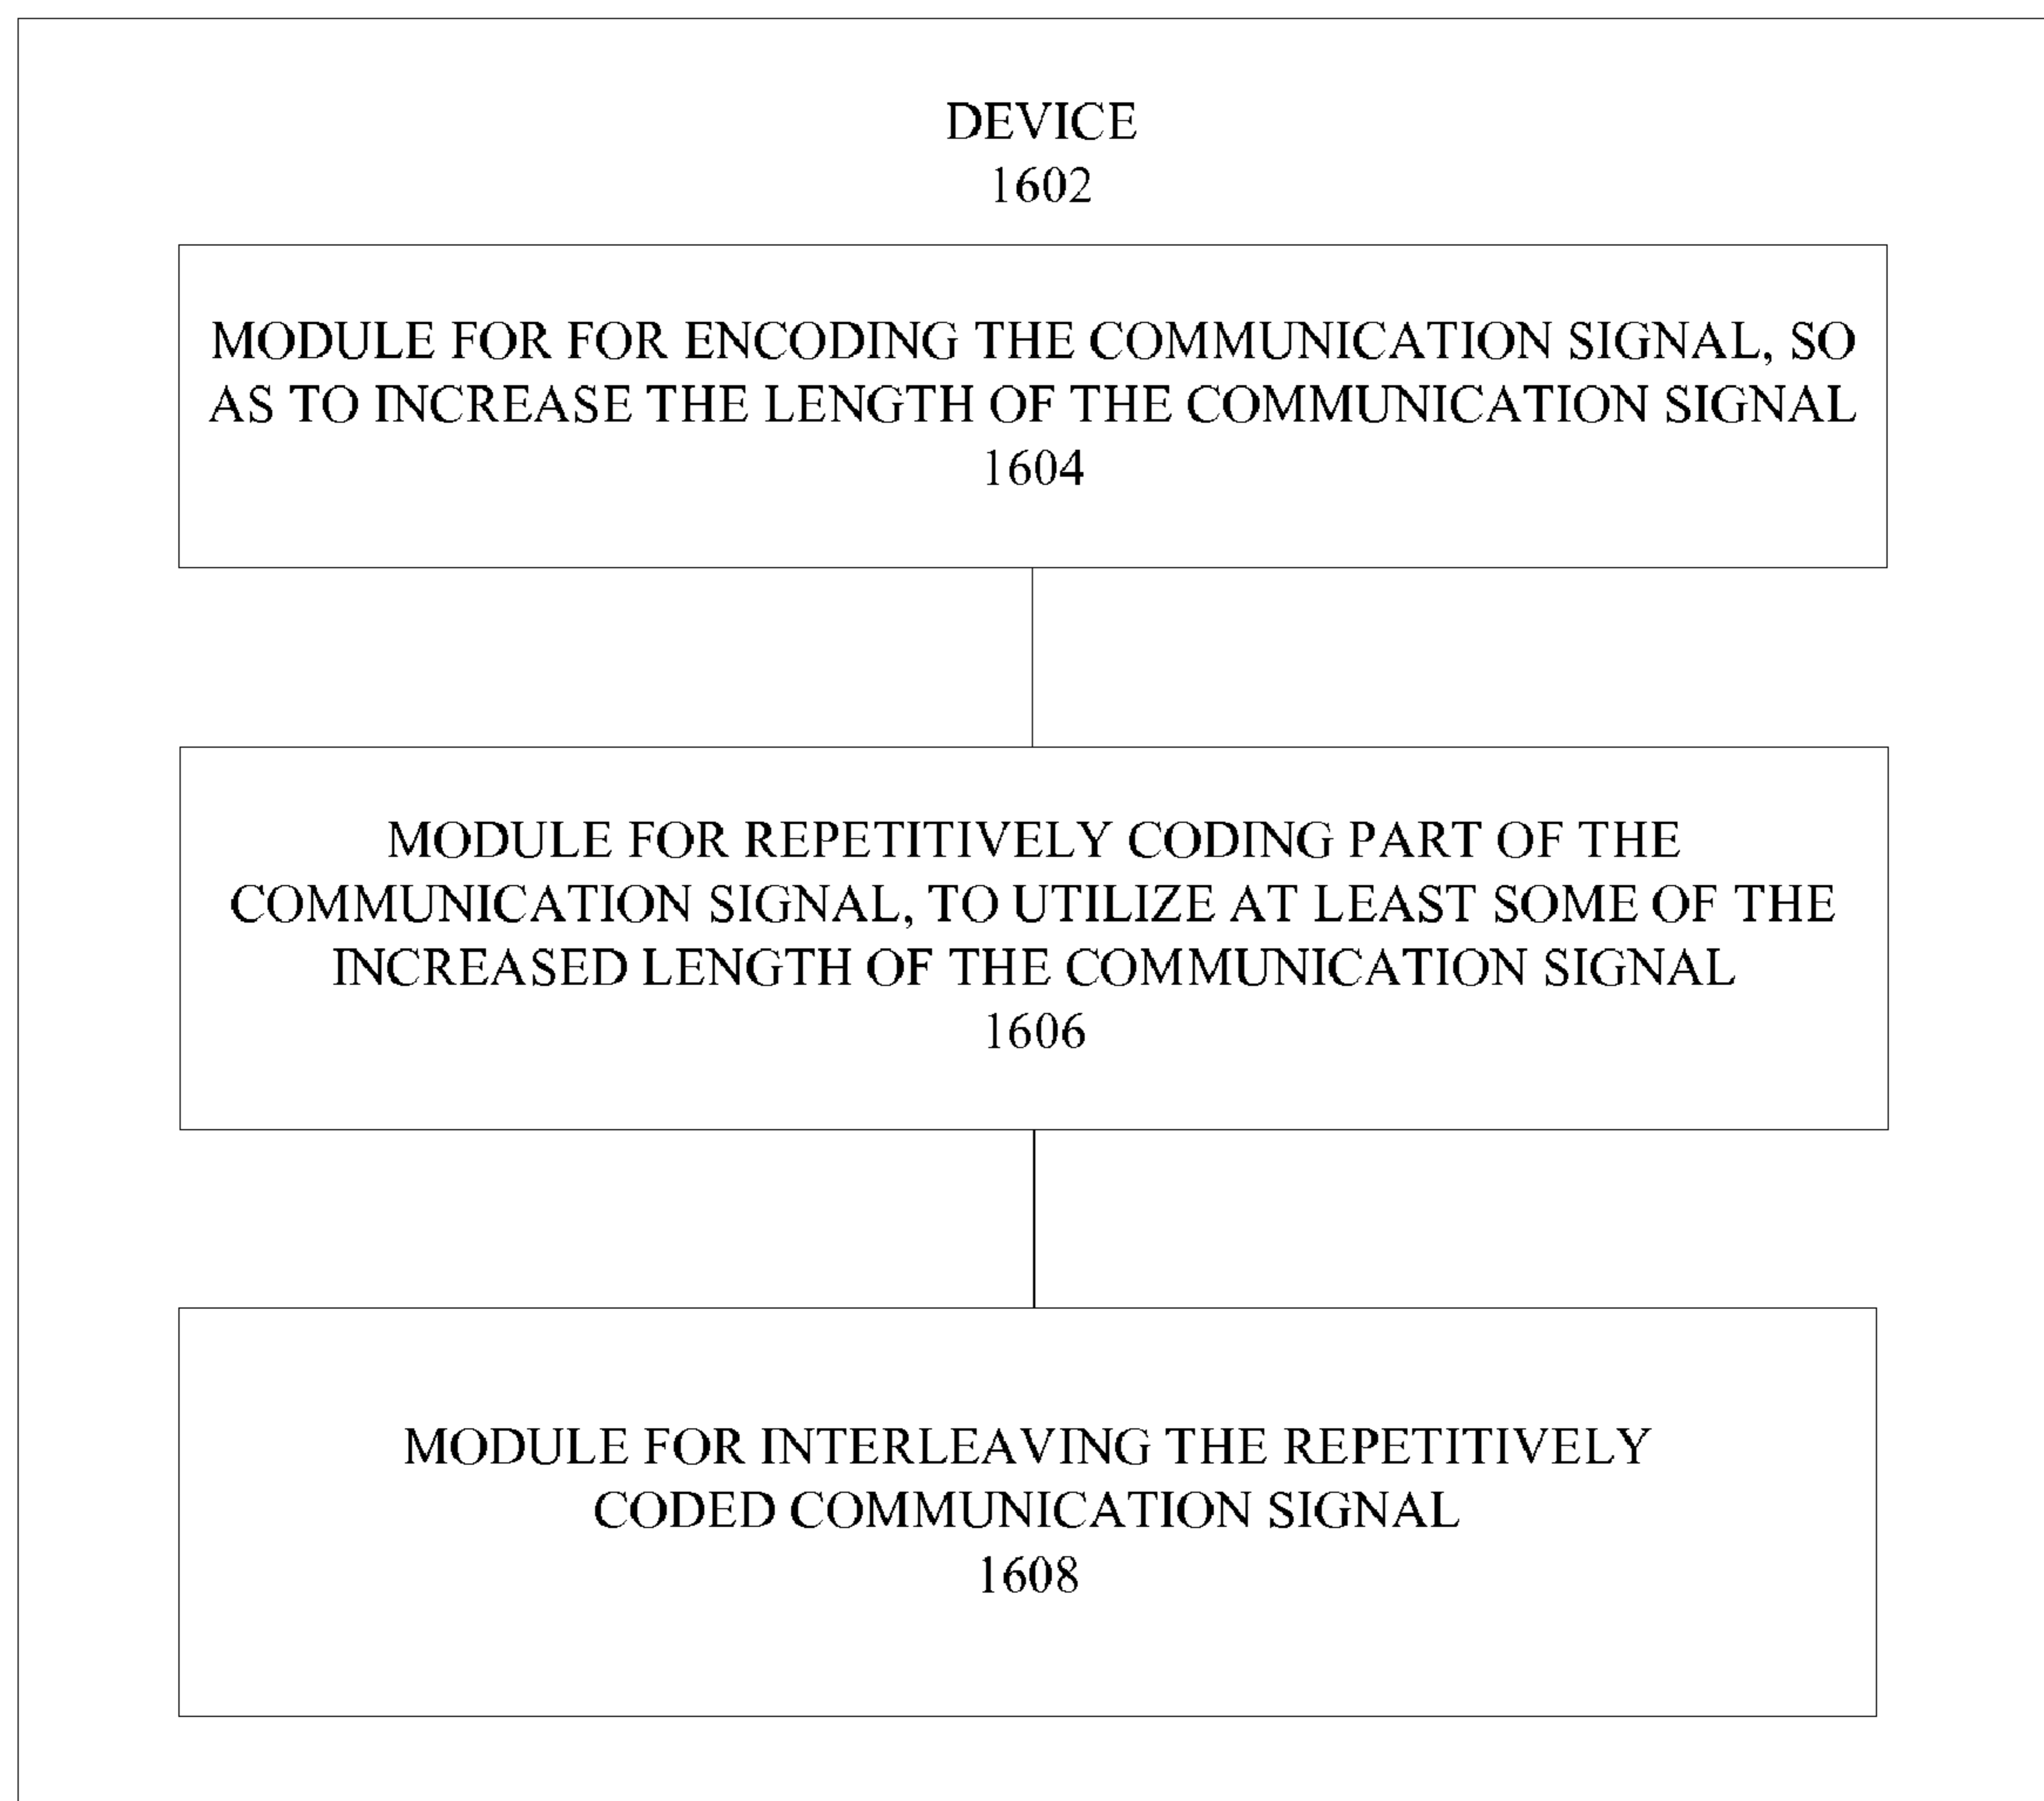 DEVICE
1602
MODULE FOR FOR ENCODING THE COMMUNICATION SIGNAL, SO
AS TO INCREASE THE LENGTH OF THE COMMUNICATION SIGNAL
1604
MODULE FOR REPETITIVELY CODING PART OF THE
COMMUNICATION SIGNAL, TO UTILIZE AT LEAST SOME OF THE
INCREASED LENGTH OF THE COMMUNICATION SIGNAL
1606
MODULE FOR INTERLEAVING THE REPETITIVELY
CODED COMMUNICATION SIGNAL
1608